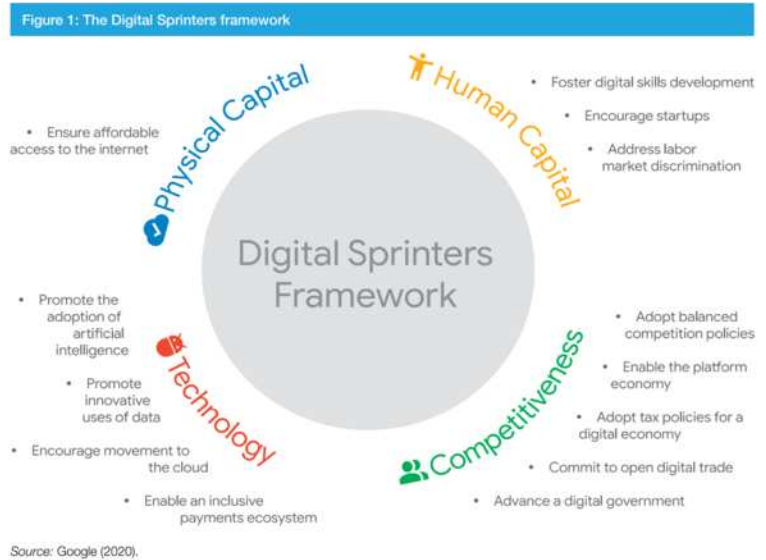 Figure 1: The Digital Sprinters framework
Physical Capital
• Ensure affordable
access to the internet
Human Capital
• Foster digital skills development
• Encourage startups
• Address labor
market discrimination
Digital Sprinters
Framework
Technology
• Promote the
adoption of
artificial
intelligence
• Promote
innovative
uses of data
• Encourage movement to
the cloud
• Enable an inclusive
payments ecosystem
Competitiveness
• Adopt balanced
competition policies
• Enable the platform
economy
• Adopt tax policies for a
digital economy
• Commit to open digital trade
• Advance a digital government
Source: Google (2020).